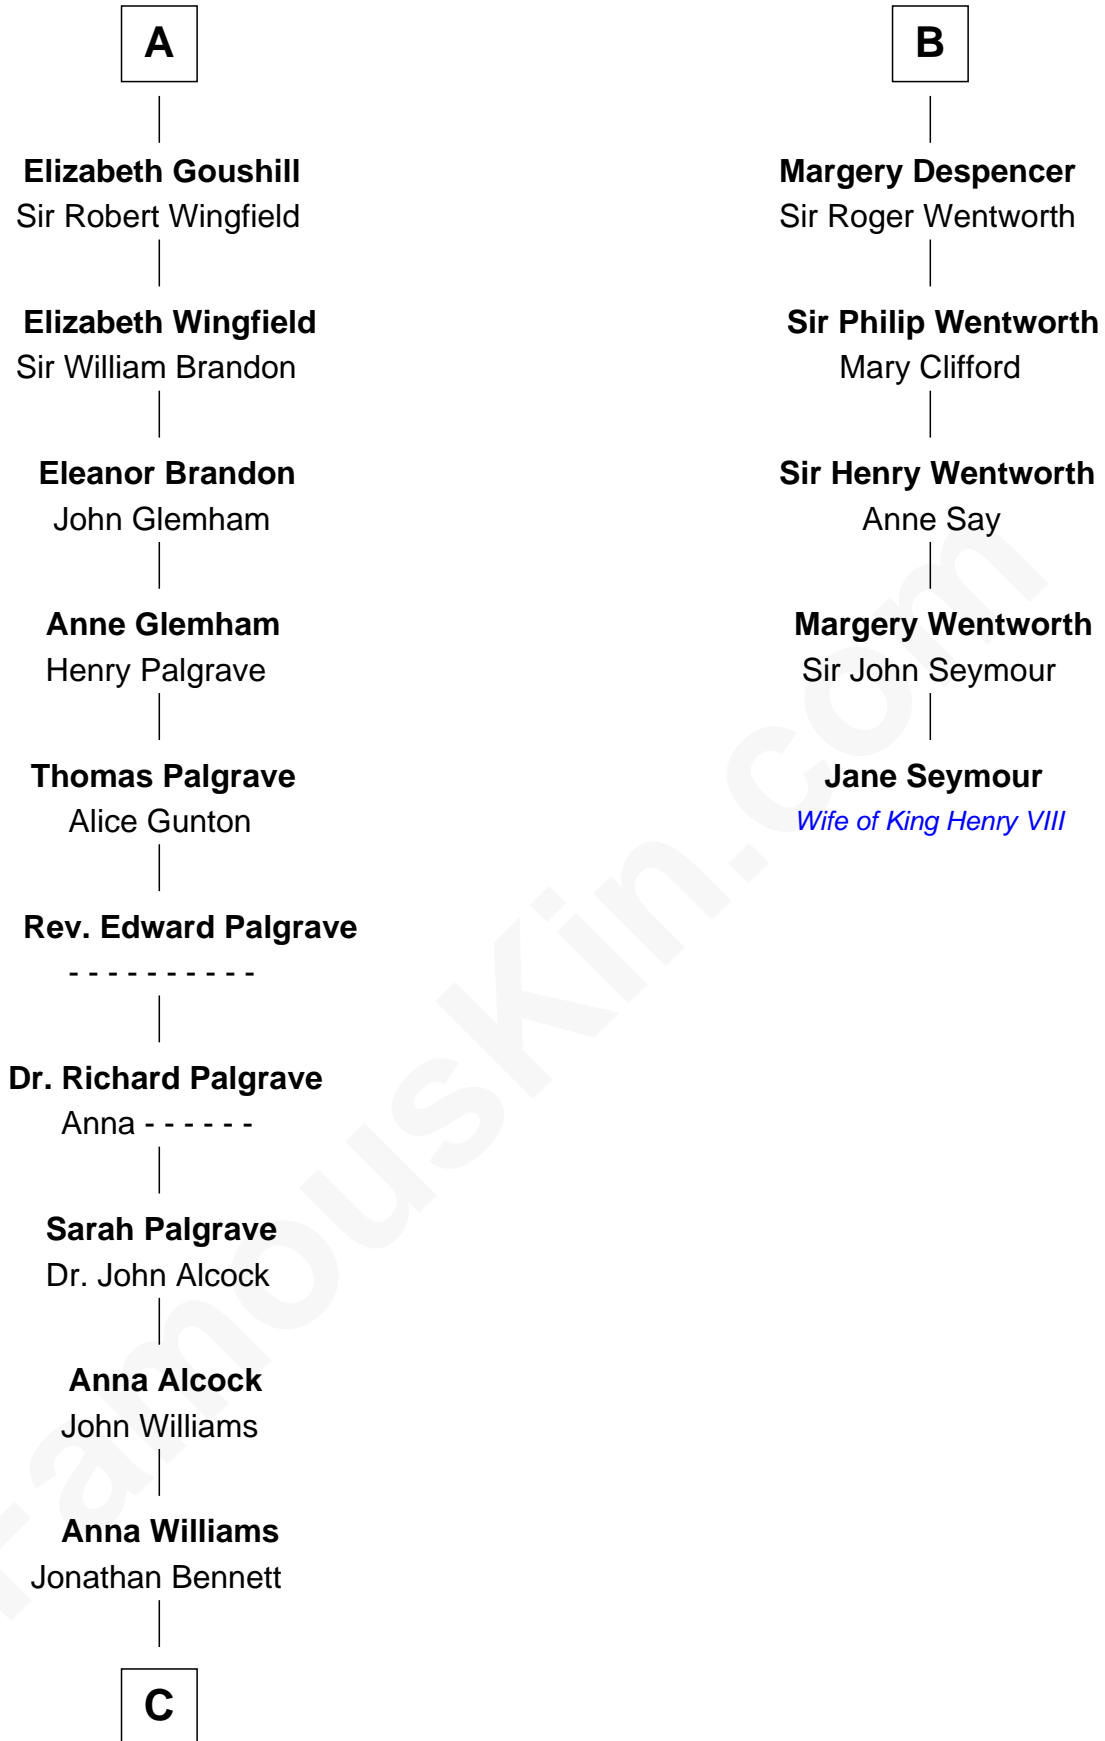 A
Elizabeth Goushill
Sir Robert Wingfield
Elizabeth Wingfield
Sir William Brandon
Eleanor Brandon
John Glemham
Anne Glemham
Henry Palgrave
Thomas Palgrave
Alice Gunton
Rev. Edward Palgrave
- - - - - - - - - -
Dr. Richard Palgrave
Anna - - - - - -
Sarah Palgrave
Dr. John Alcock
Anna Alcock
John Williams
Anna Williams
Jonathan Bennett
C
B
Margery Despencer
Sir Roger Wentworth
Sir Philip Wentworth
Mary Clifford
Sir Henry Wentworth
Anne Say
Margery Wentworth
Sir John Seymour
Jane Seymour
Wife of King Henry VIII
FamousKin.com